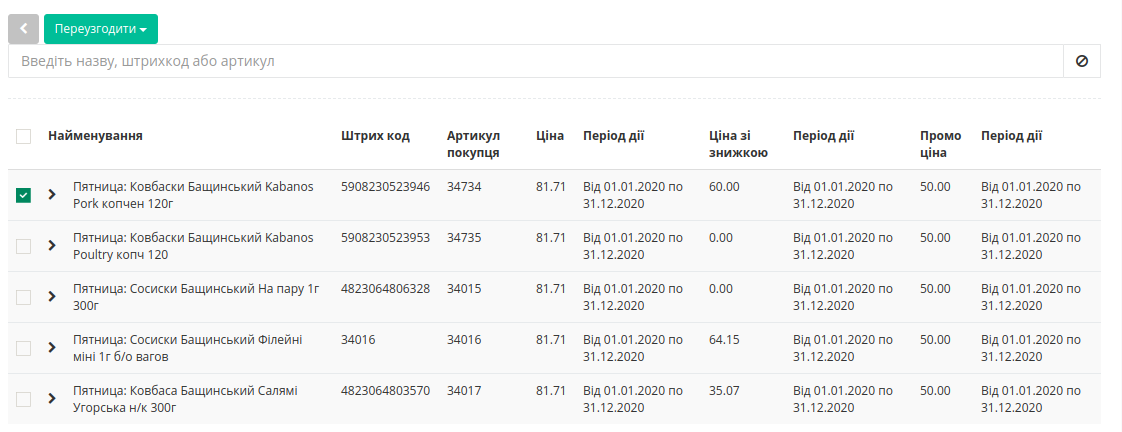 Переузгодити
Введіть назву, штрихкод або артикул
Найменування Штрих код Артикул покупця Ціна Період дії Ціна зі знижкою Період дії Промо ціна Період дії
Пятниця: Ковбаски Бащинський Kabanos 5908230523946 34734 81.71 Від 01.01.2020 по 60.00 Від 01.01.2020 по 50.00 Від 01.01.2020 по
Pork копчен 120г 31.12.2020 31.12.2020 31.12.2020
Пятниця: Ковбаски Бащинський Kabanos 5908230523953 34735 81.71 Від 01.01.2020 по 0.00 Від 01.01.2020 по 50.00 Від 01.01.2020 по
Poultry копч 120 31.12.2020 31.12.2020 31.12.2020
Пятниця: Сосиски Бащинський На пару 1г 4823064806328 34015 81.71 Від 01.01.2020 по 0.00 Від 01.01.2020 по 50.00 Від 01.01.2020 по
300г 31.12.2020 31.12.2020 31.12.2020
Пятниця: Сосиски Бащинський Філейні 34016 34016 81.71 Від 01.01.2020 по 64.15 Від 01.01.2020 по 50.00 Від 01.01.2020 по
міні 1г б/о вагов 31.12.2020 31.12.2020 31.12.2020
Пятниця: Ковбаса Бащинський Салямі 4823064803570 34017 81.71 Від 01.01.2020 по 35.07 Від 01.01.2020 по 50.00 Від 01.01.2020 по
Угорська н/к 300г 31.12.2020 31.12.2020 31.12.2020